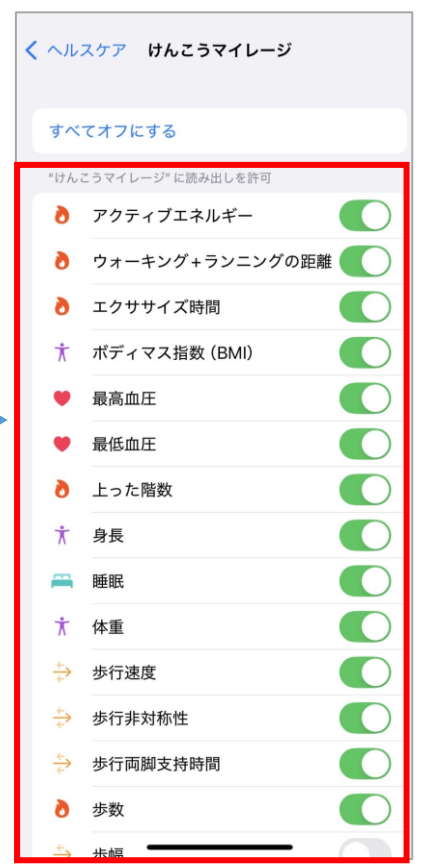 ヘルスケア けんこうマイレージ
すべてオフにする
"けんこうマイレージ" に読み出しを許可
アクティブエネルギー
ウォーキング+ランニングの距離
エクササイズ時間
ボディマス指数 (BMI)
最高血圧
最低血圧
上った階数
身長
睡眠
体重
歩行速度
歩行非対称性
歩行両脚支持時間
歩数
歩幅